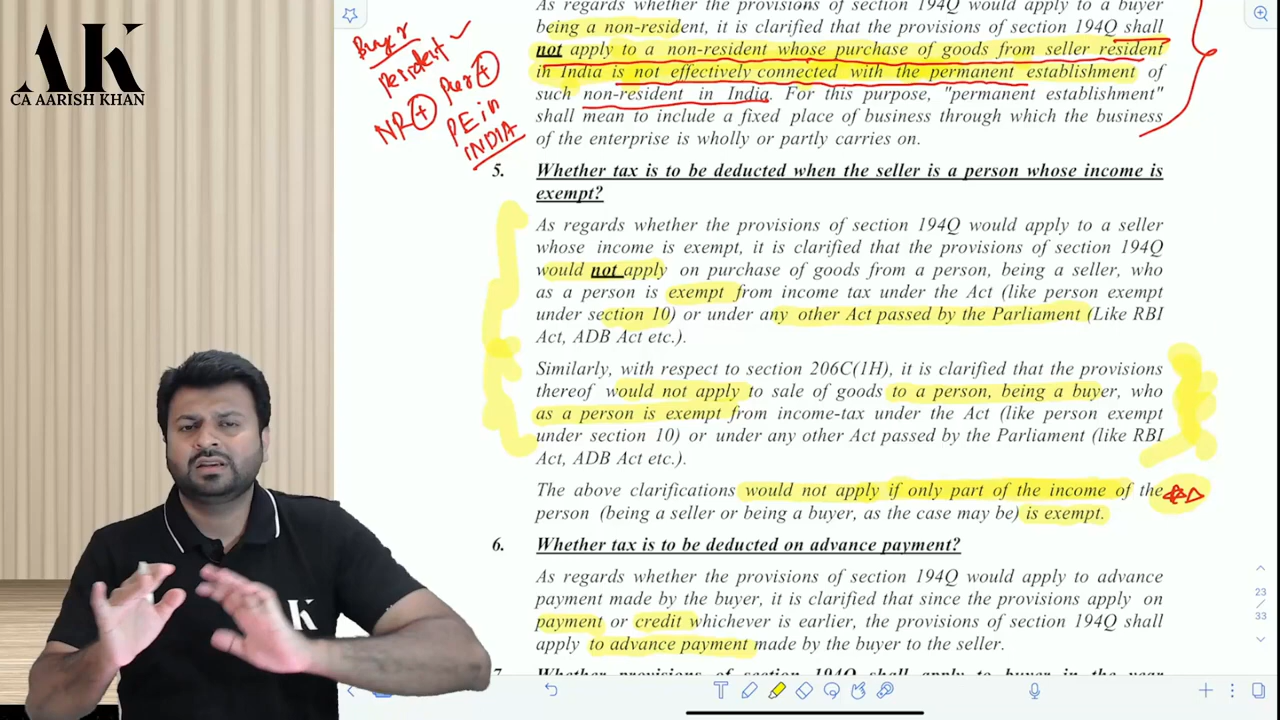 AK
CA AARISH KHAN
Buyer
Resident ✓
NR + PE in
INDIA
As regards whether the provisions of section 194Q would apply to a buyer
being a non-resident, it is clarified that the provisions of section 194Q shall
not apply to a non-resident whose purchase of goods from seller resident
in India is not effectively connected with the permanent establishment of
such non-resident in India. For this purpose, "permanent establishment"
shall mean to include a fixed place of business through which the business
of the enterprise is wholly or partly carries on.
5. Whether tax is to be deducted when the seller is a person whose income is
exempt?
As regards whether the provisions of section 194Q would apply to a seller
whose income is exempt, it is clarified that the provisions of section 194Q
would not apply on purchase of goods from a person, being a seller, who
as a person is exempt from income tax under the Act (like person exempt
under section 10) or under any other Act passed by the Parliament (Like RBI
Act, ADB Act etc.).
Similarly, with respect to section 206C(1H), it is clarified that the provisions
thereof would not apply to sale of goods to a person, being a buyer, who
as a person is exempt from income-tax under the Act (like person exempt
under section 10) or under any other Act passed by the Parliament (like RBI
Act, ADB Act etc.).
The above clarifications would not apply if only part of the income of the
person (being a seller or being a buyer, as the case may be) is exempt.
6. Whether tax is to be deducted on advance payment?
As regards whether the provisions of section 194Q would apply to advance
payment made by the buyer, it is clarified that since the provisions apply on
payment or credit whichever is earlier, the provisions of section 194Q shall
apply to advance payment made by the buyer to the seller.
7. Whether provisions of section 194Q shall apply to buyer in the year
23
33
K